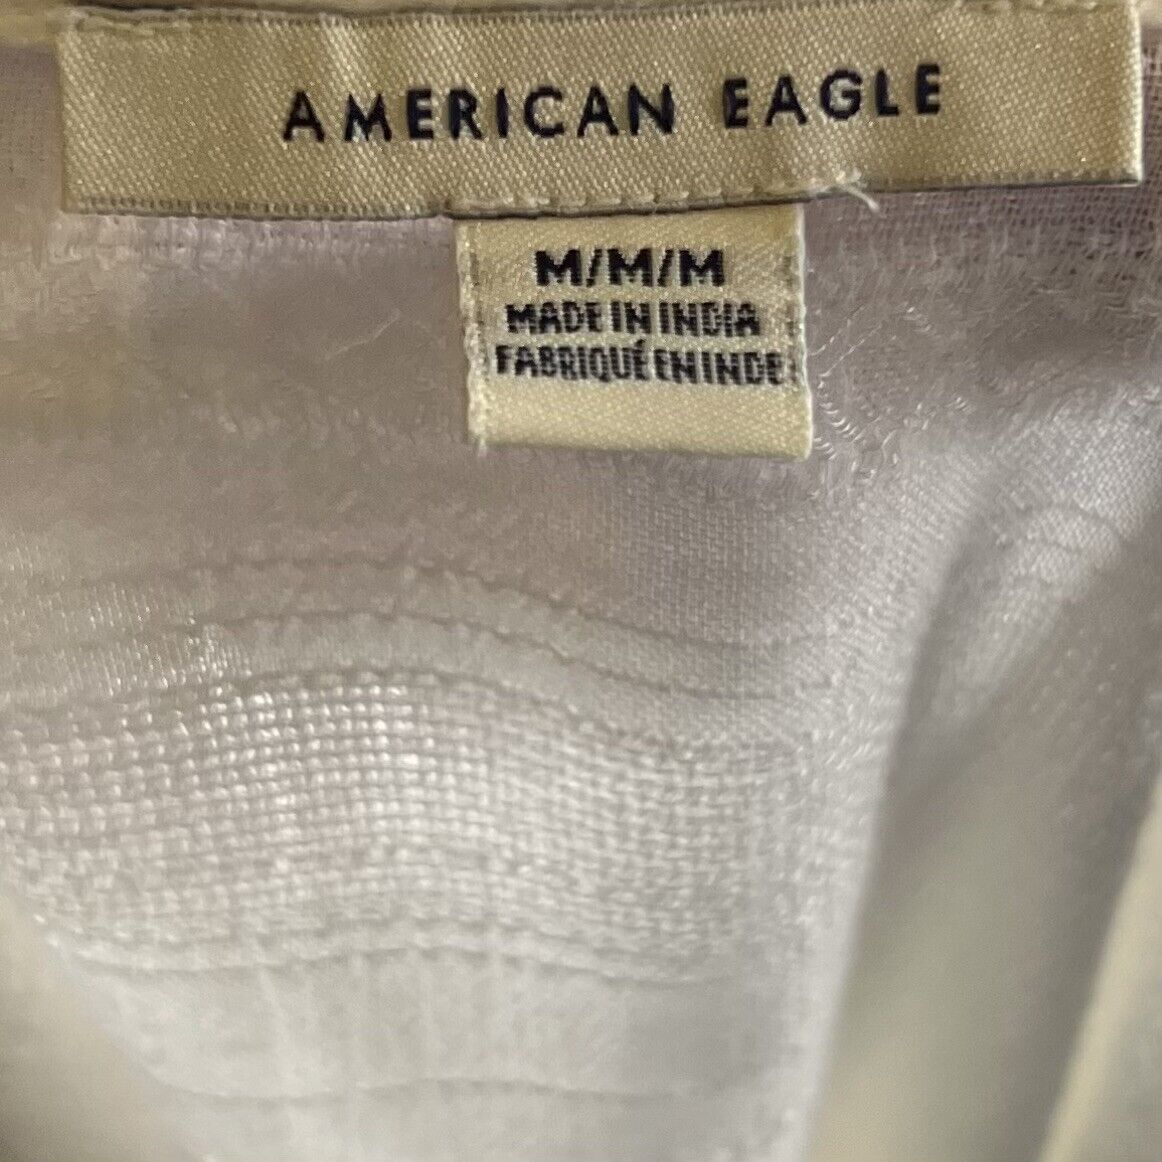 AMERICAN EAGLE
M/M/M
MADE IN INDIA
FABRIQUÉ EN INDE